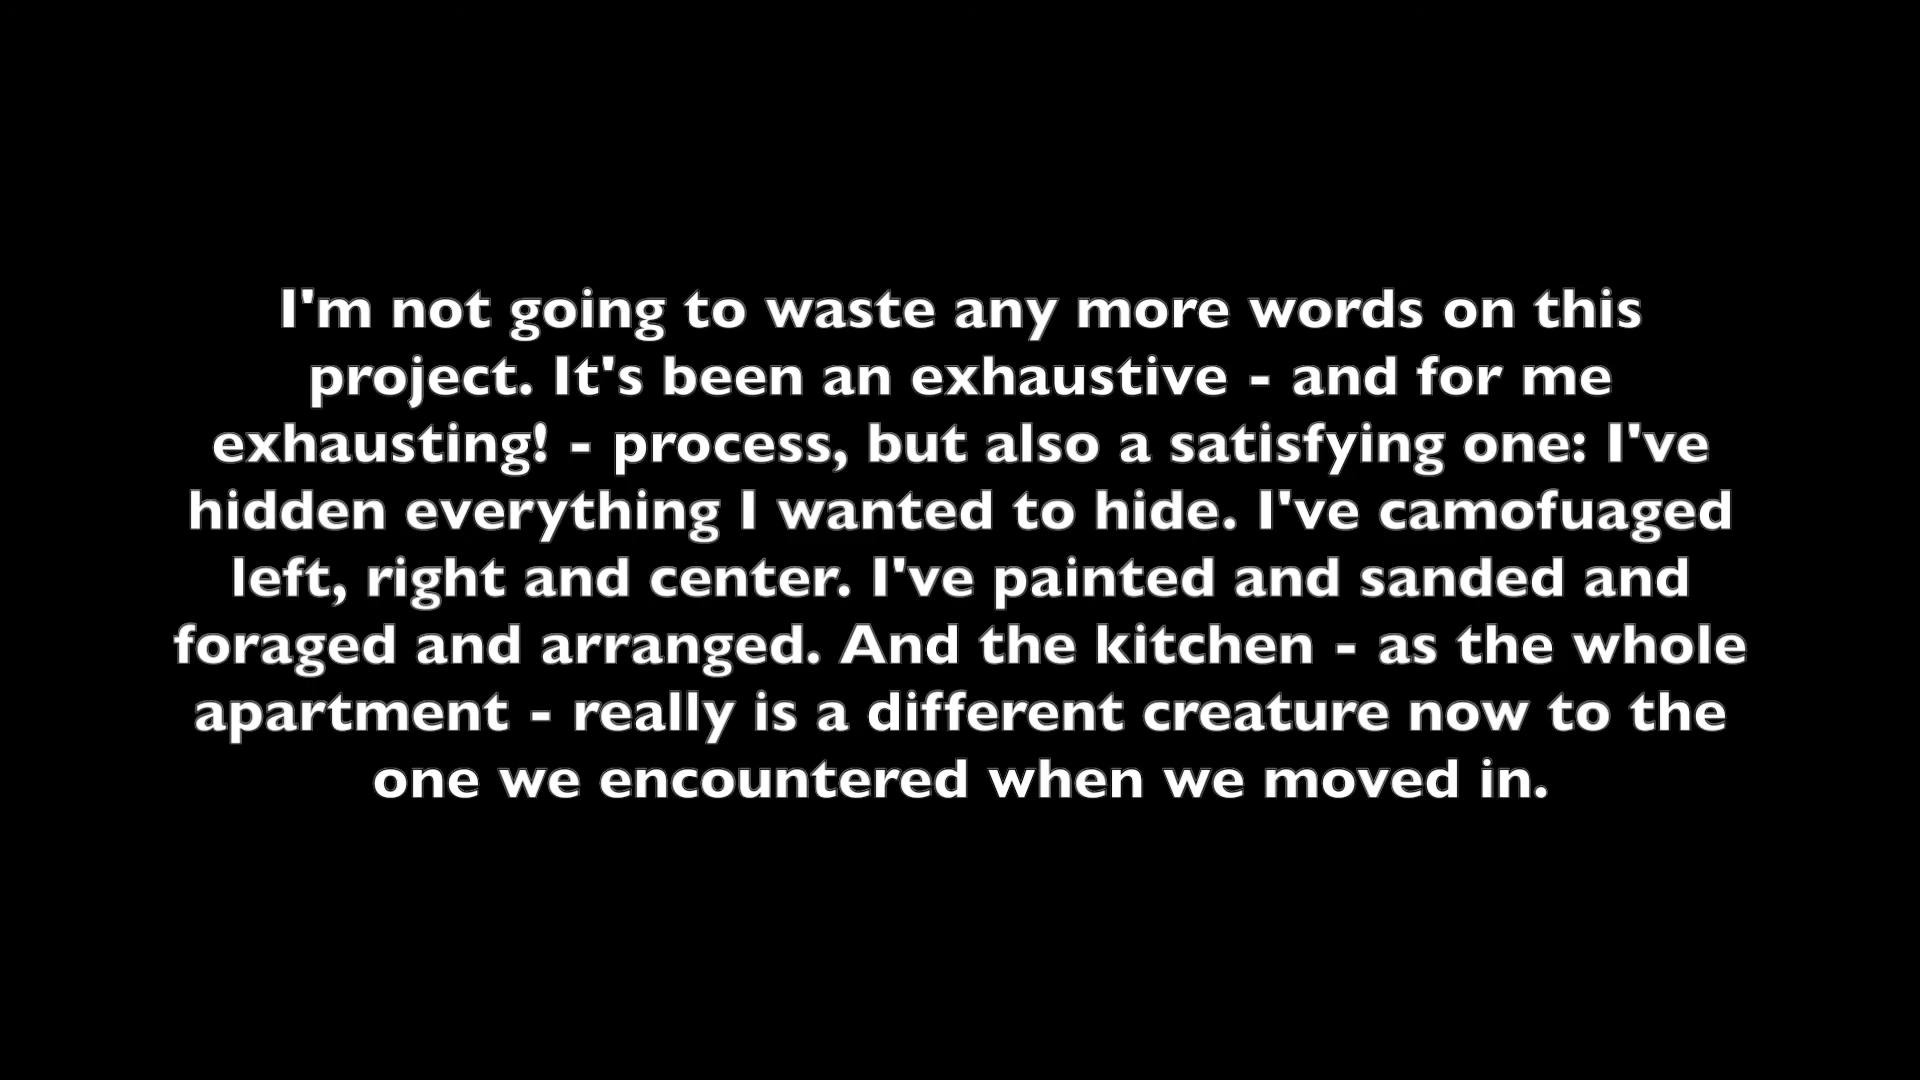 I'm not going to waste any more words on this
project. It's been an exhaustive - and for me
exhausting! - process, but also a satisfying one: I've
hidden everything I wanted to hide. I've camofuaged
left, right and center. I've painted and sanded and
foraged and arranged. And the kitchen - as the whole
apartment - really is a different creature now to the
one we encountered when we moved in.